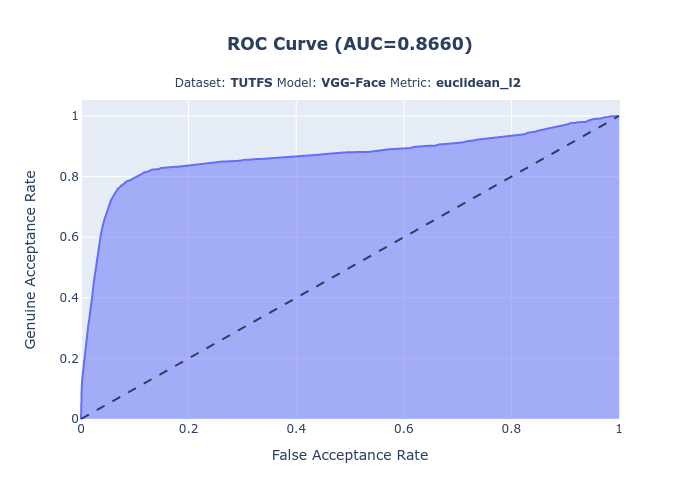 ROC Curve (AUC=0.8660)
Dataset: TUTFS Model: VGG-Face Metric: euclidean_l2
Genuine Acceptance Rate
1
0.8
0.6
0.4
0.2
0
0 0.2 0.4 0.6 0.8 1
False Acceptance Rate